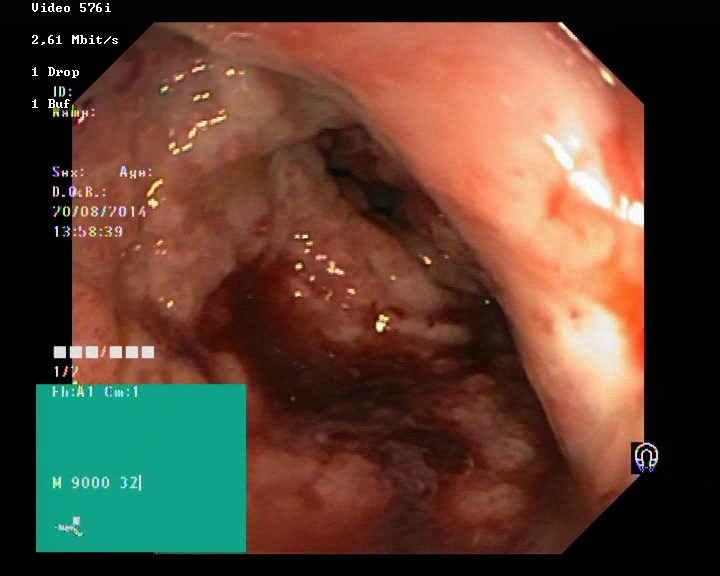 Video 576i
2,61 Mbit/s
1 Drop
ID:
1 Buf
Name:
Sex: Age:
D.O.B.:
20/08/2014
13:58:39
/
1/2
Eh:A1 Cm:1
M 9000 32